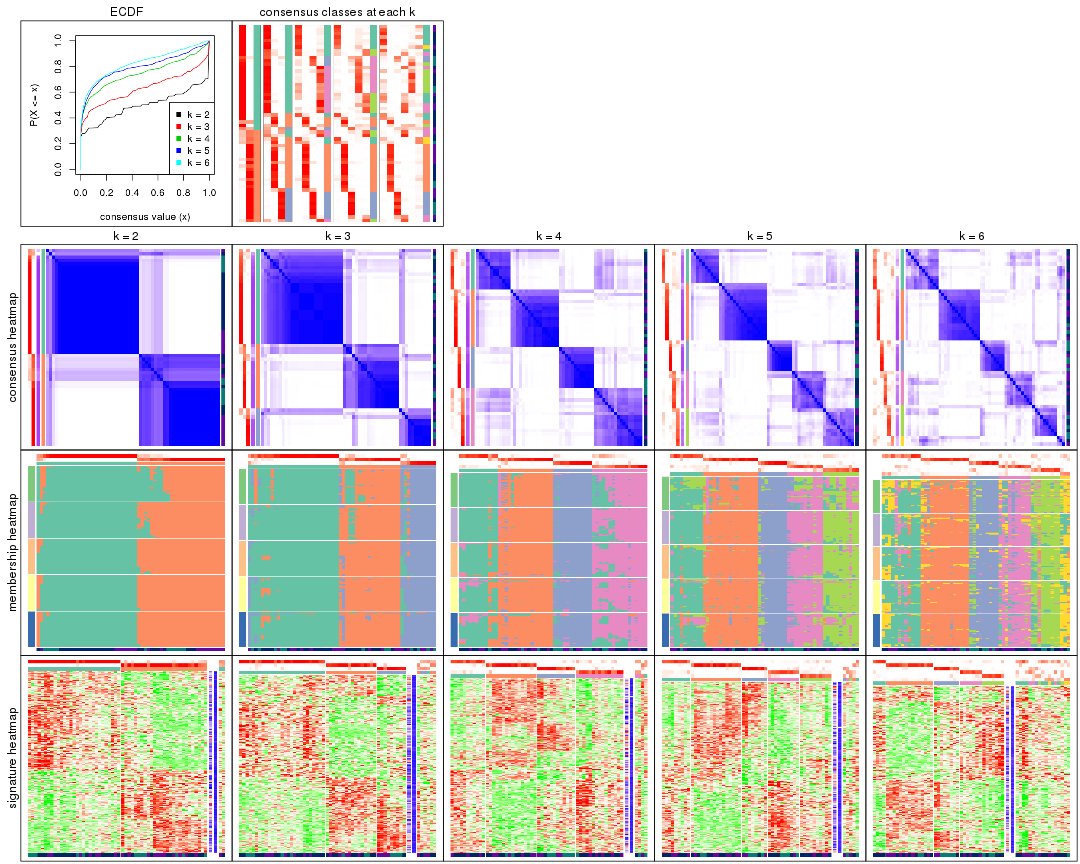 ECDF
consensus classes at each k
P(X <= x)
0.0 0.2 0.4 0.6 0.8 1.0
k = 2
k = 3
k = 4
k = 5
k = 6
0.0 0.2 0.4 0.6 0.8 1.0
consensus value (x)
k = 2 k = 3 k = 4 k = 5 k = 6
consensus heatmap
membership heatmap
signature heatmap